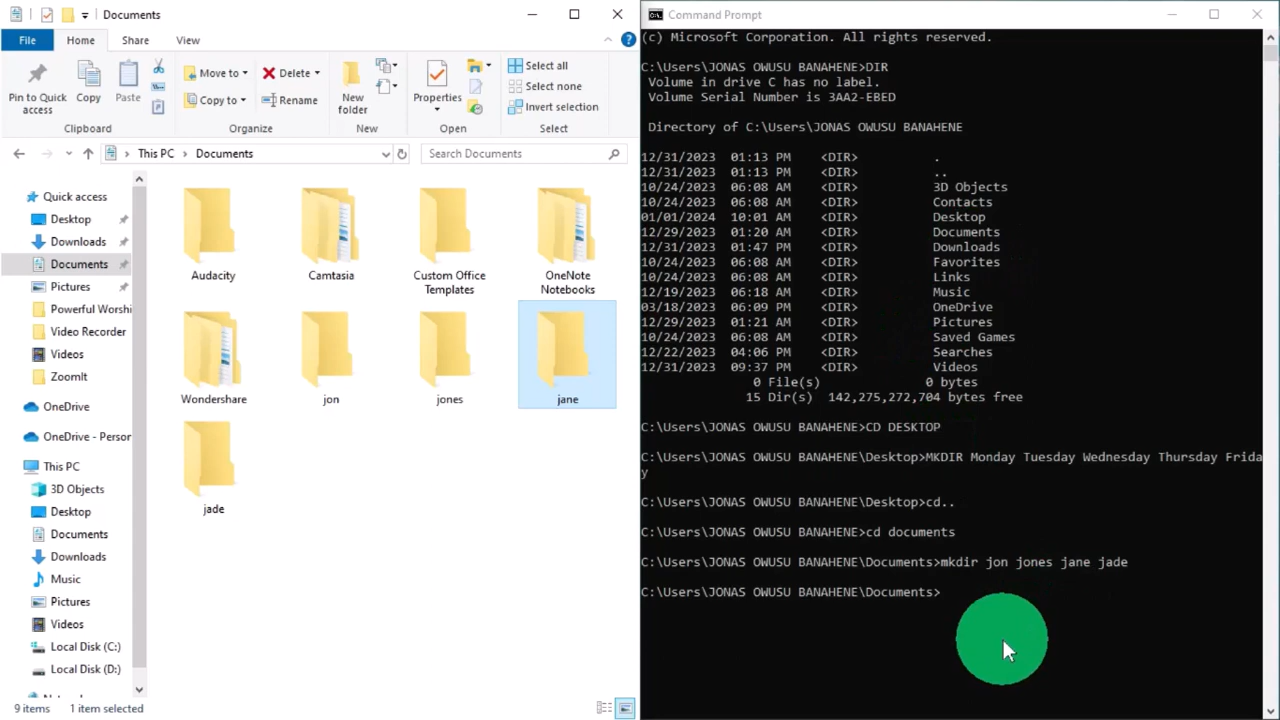 Documents
File
Home
Share
View
Pin to Quick
access
Copy
Paste
Clipboard
Move to
Copy to
Delete
Rename
Organize
New
folder
New
Properties
Open
Select all
Select none
Invert selection
Select
This PC
Documents
Search Documents
Quick access
Desktop
Downloads
Documents
Pictures
Powerful Worshi
Video Recorder
Videos
ZoomIt
OneDrive
OneDrive - Person
This PC
3D Objects
Desktop
Documents
Downloads
Music
Pictures
Videos
Local Disk (C:)
Local Disk (D:)
Audacity
Camtasia
Custom Office
Templates
OneNote
Notebooks
Wondershare
jon
jones
jane
jade
9 items
1 item selected
Command Prompt
(c) Microsoft Corporation. All rights reserved.
C:\Users\JONAS OWUSU BANAHENE>DIR
Volume in drive C has no label.
Volume Serial Number is 3AA2-EBED
Directory of C:\Users\JONAS OWUSU BANAHENE
12/31/2023 01:13 PM <DIR> .
12/31/2023 01:13 PM <DIR> ..
10/24/2023 06:08 AM <DIR> 3D Objects
10/24/2023 06:08 AM <DIR> Contacts
01/01/2024 10:01 AM <DIR> Desktop
12/29/2023 01:20 AM <DIR> Documents
12/31/2023 01:47 PM <DIR> Downloads
10/24/2023 06:08 AM <DIR> Favorites
10/24/2023 06:08 AM <DIR> Links
12/19/2023 06:18 AM <DIR> Music
03/18/2023 06:09 PM <DIR> OneDrive
12/29/2023 01:21 AM <DIR> Pictures
10/24/2023 06:08 AM <DIR> Saved Games
12/22/2023 04:06 PM <DIR> Searches
12/31/2023 09:37 PM <DIR> Videos
0 File(s) 0 bytes
15 Dir(s) 142,275,272,704 bytes free
C:\Users\JONAS OWUSU BANAHENE>CD DESKTOP
C:\Users\JONAS OWUSU BANAHENE\Desktop>MKDIR Monday Tuesday Wednesday Thursday Frida
y
C:\Users\JONAS OWUSU BANAHENE\Desktop>cd..
C:\Users\JONAS OWUSU BANAHENE>cd documents
C:\Users\JONAS OWUSU BANAHENE\Documents>mkdir jon jones jane jade
C:\Users\JONAS OWUSU BANAHENE\Documents>